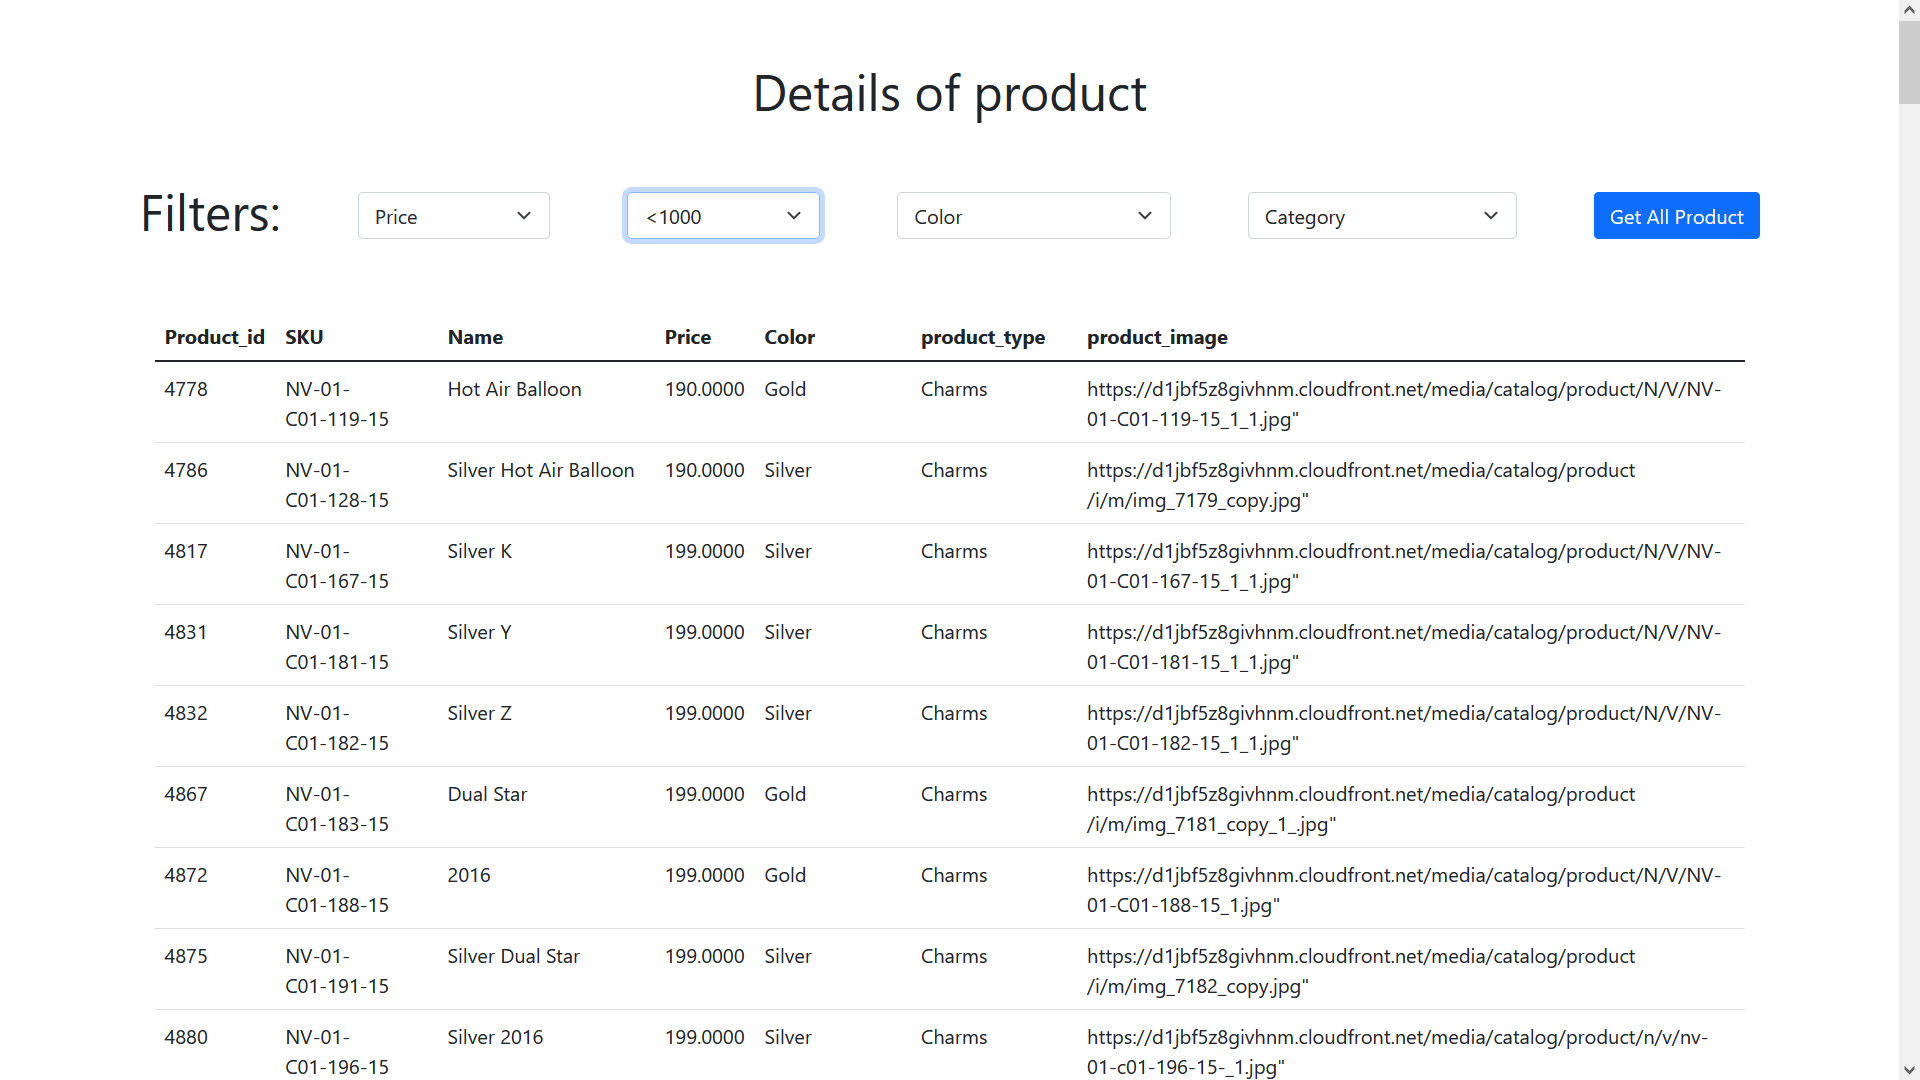 Details of product
Filters: Price <1000 Color Category Get All Product
Product_id SKU Name Price Color product_type product_image
4778 NV-01- Hot Air Balloon 190.0000 Gold Charms https://d1jbf5z8givhnm.cloudfront.net/media/catalog/product/N/V/NV-
C01-119-15 01-C01-119-15_1_1.jpg"
4786 NV-01- Silver Hot Air Balloon 190.0000 Silver Charms https://d1jbf5z8givhnm.cloudfront.net/media/catalog/product
C01-128-15 /i/m/img_7179_copy.jpg"
4817 NV-01- Silver K 199.0000 Silver Charms https://d1jbf5z8givhnm.cloudfront.net/media/catalog/product/N/V/NV-
C01-167-15 01-C01-167-15_1_1.jpg"
4831 NV-01- Silver Y 199.0000 Silver Charms https://d1jbf5z8givhnm.cloudfront.net/media/catalog/product/N/V/NV-
C01-181-15 01-C01-181-15_1_1.jpg"
4832 NV-01- Silver Z 199.0000 Silver Charms https://d1jbf5z8givhnm.cloudfront.net/media/catalog/product/N/V/NV-
C01-182-15 01-C01-182-15_1_1.jpg"
4867 NV-01- Dual Star 199.0000 Gold Charms https://d1jbf5z8givhnm.cloudfront.net/media/catalog/product
C01-183-15 /i/m/img_7181_copy_1_.jpg"
4872 NV-01- 2016 199.0000 Gold Charms https://d1jbf5z8givhnm.cloudfront.net/media/catalog/product/N/V/NV-
C01-188-15 01-C01-188-15_1.jpg"
4875 NV-01- Silver Dual Star 199.0000 Silver Charms https://d1jbf5z8givhnm.cloudfront.net/media/catalog/product
C01-191-15 /i/m/img_7182_copy.jpg"
4880 NV-01- Silver 2016 199.0000 Silver Charms https://d1jbf5z8givhnm.cloudfront.net/media/catalog/product/n/v/nv-
C01-196-15 01-c01-196-15-_1.jpg"